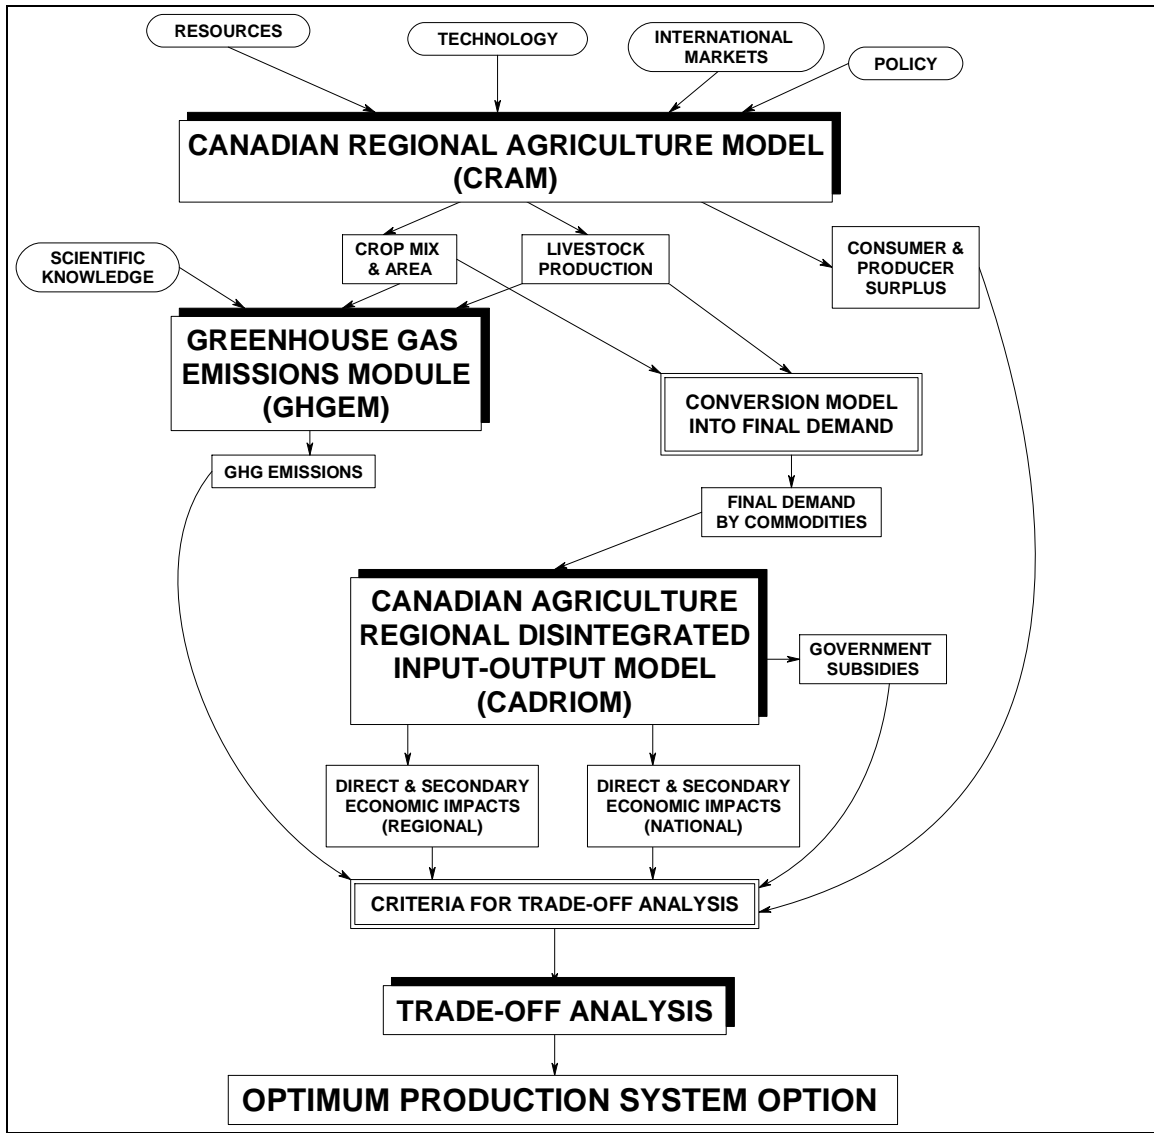 RESOURCES
TECHNOLOGY
INTERNATIONAL
MARKETS
POLICY
CANADIAN REGIONAL AGRICULTURE MODEL
(CRAM)
SCIENTIFIC
KNOWLEDGE
CROP MIX
& AREA
LIVESTOCK
PRODUCTION
CONSUMER &
PRODUCER
SURPLUS
GREENHOUSE GAS
EMISSIONS MODULE
(GHGEM)
CONVERSION MODEL
INTO FINAL DEMAND
GHG EMISSIONS
FINAL DEMAND
BY COMMODITIES
CANADIAN AGRICULTURE
REGIONAL DISINTEGRATED
INPUT-OUTPUT MODEL
(CADRIOM)
GOVERNMENT
SUBSIDIES
DIRECT & SECONDARY
ECONOMIC IMPACTS
(REGIONAL)
DIRECT & SECONDARY
ECONOMIC IMPACTS
(NATIONAL)
CRITERIA FOR TRADE-OFF ANALYSIS
TRADE-OFF ANALYSIS
OPTIMUM PRODUCTION SYSTEM OPTION